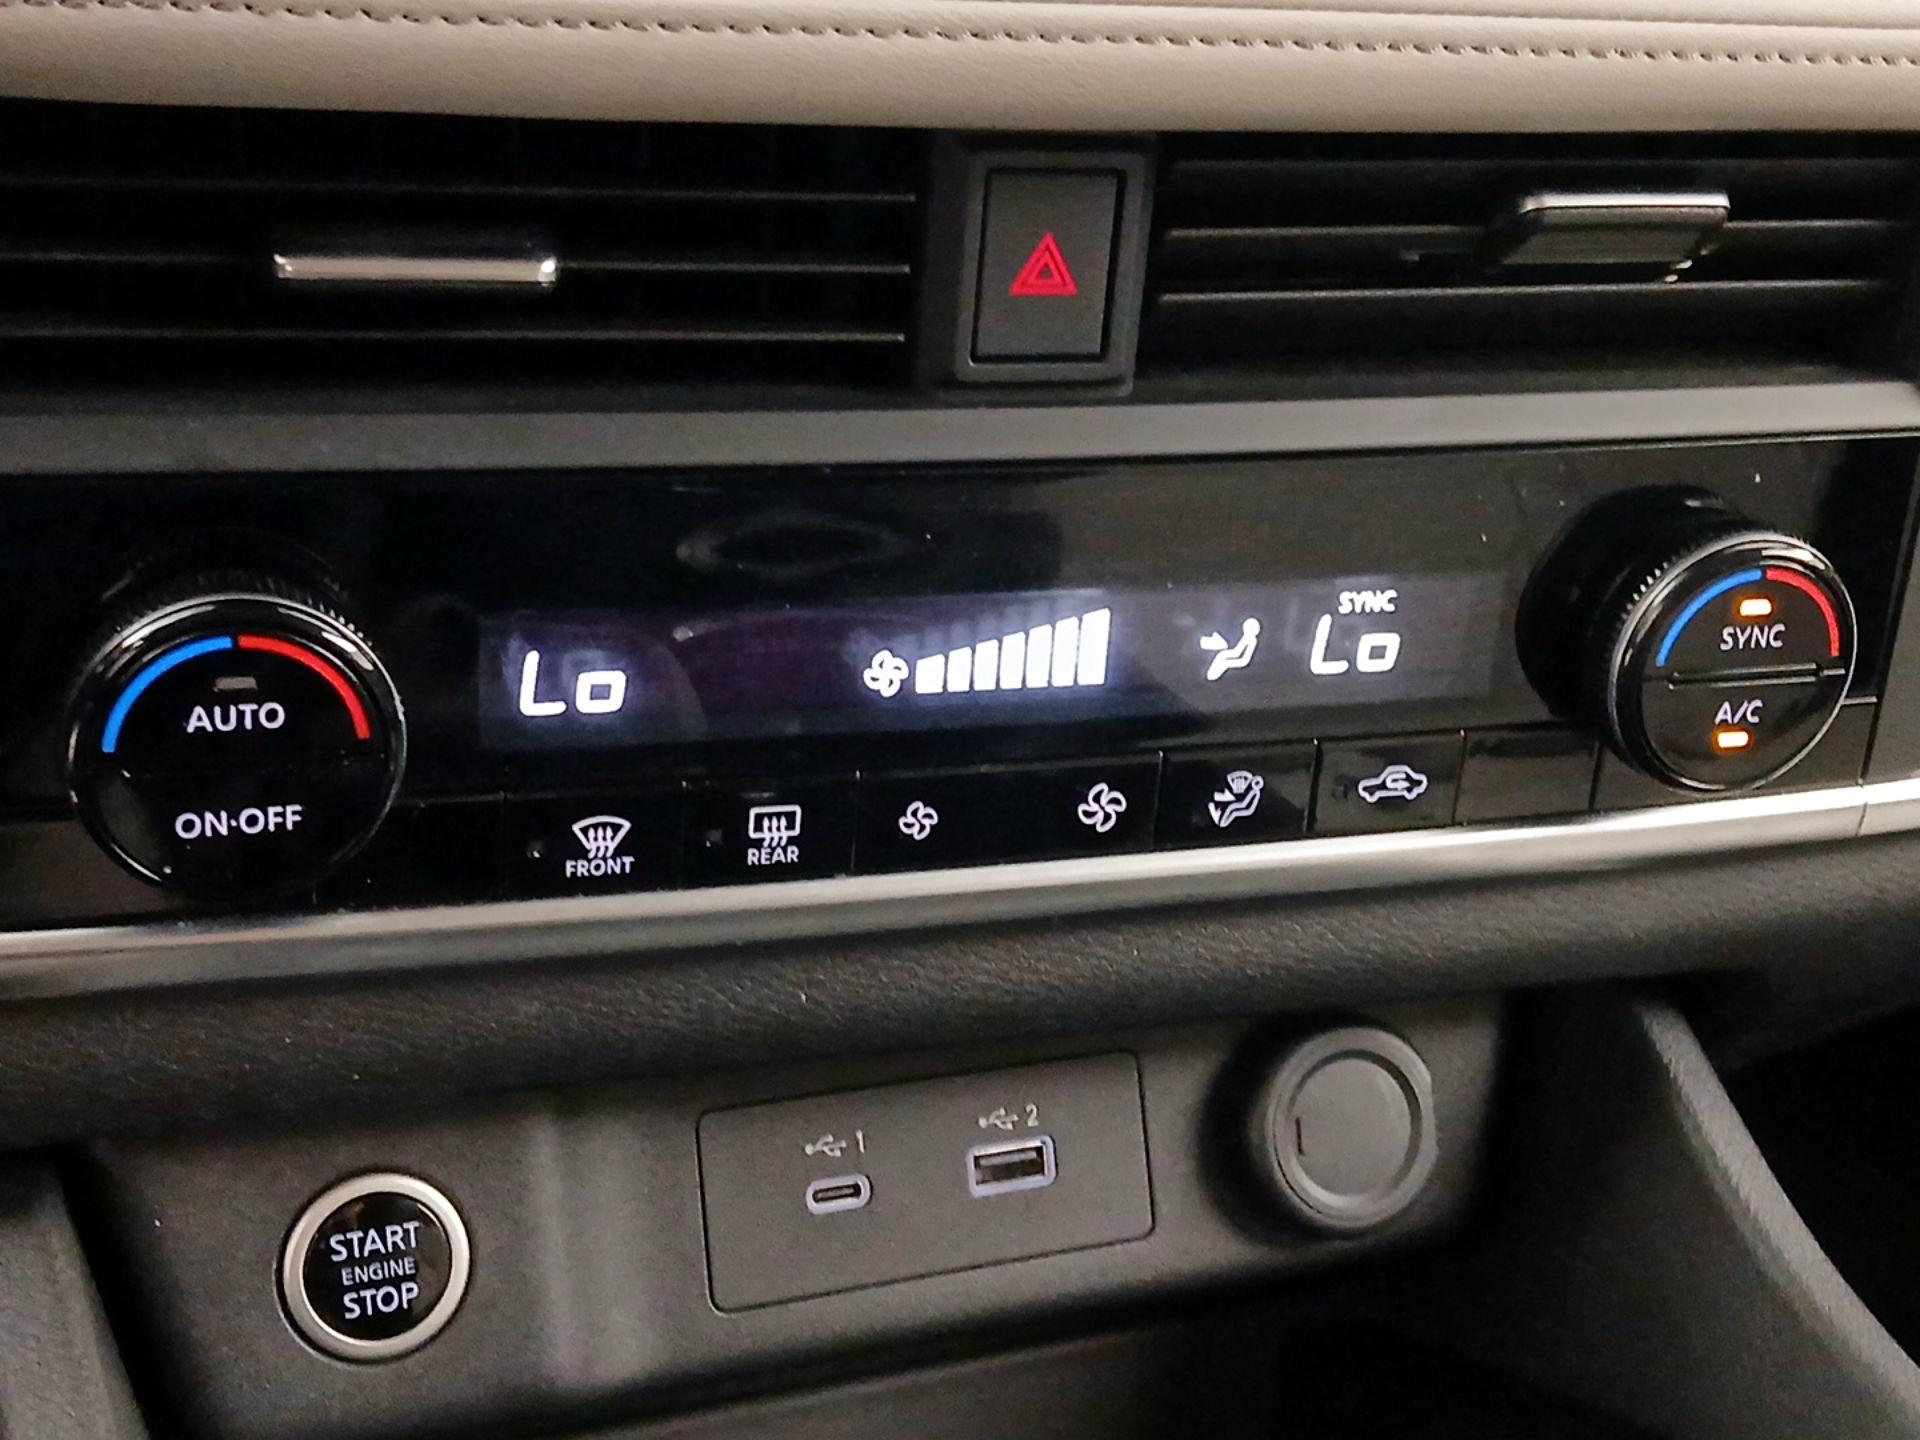 SYNC
Lo
Lo
SYNC
AUTO
A/C
ON·OFF
FRONT
REAR
1
2
START
ENGINE
STOP